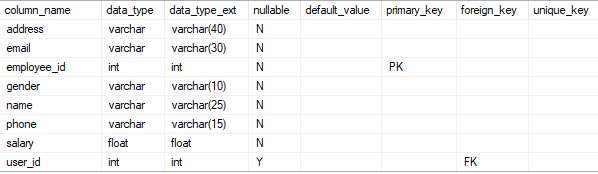 column_name data_type data_type_ext nullable default_value primary_key foreign_key unique_key
address varchar varchar(40) N
email varchar varchar(30) N
employee_id int int N PK
gender varchar varchar(10) N
name varchar varchar(25) N
phone varchar varchar(15) N
salary float float N
user_id int int Y FK